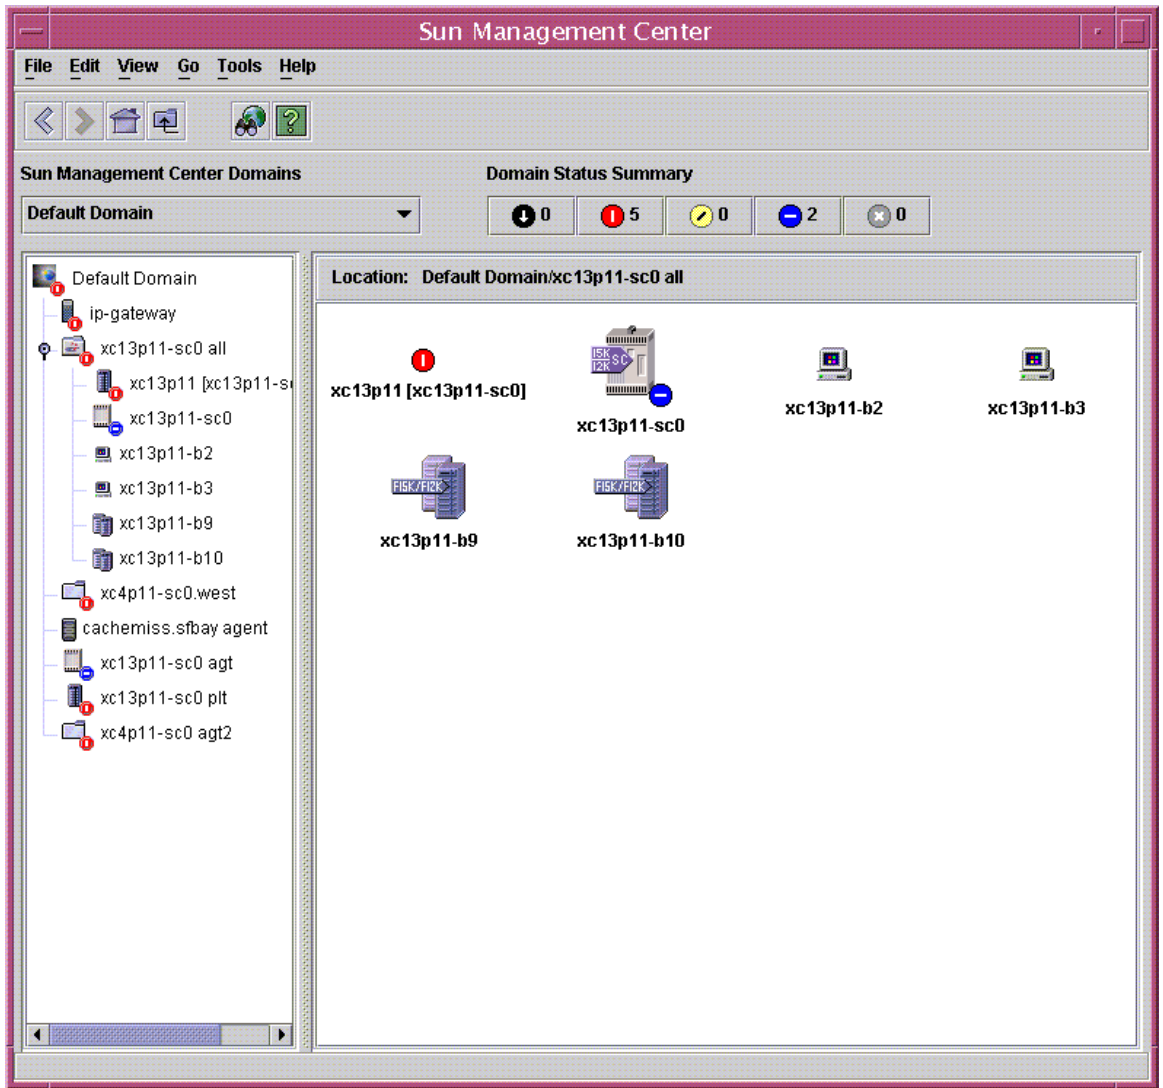 Sun Management Center
File Edit View Go Tools Help
Sun Management Center Domains
Domain Status Summary
Default Domain
0 5 0 2 0
Default Domain
ip-gateway
xc13p11-sc0 all
xc13p11 [xc13p11-s
xc13p11-sc0
xc13p11-b2
xc13p11-b3
xc13p11-b9
xc13p11-b10
xc4p11-sc0.west
cachemiss.sfbay agent
xc13p11-sc0 agt
xc13p11-sc0 plt
xc4p11-sc0 agt2
Location: Default Domain/xc13p11-sc0 all
15K
12K
SC
xc13p11 [xc13p11-sc0]
xc13p11-sc0
xc13p11-b2
xc13p11-b3
F15K/F12K
F15K/F12K
xc13p11-b9
xc13p11-b10